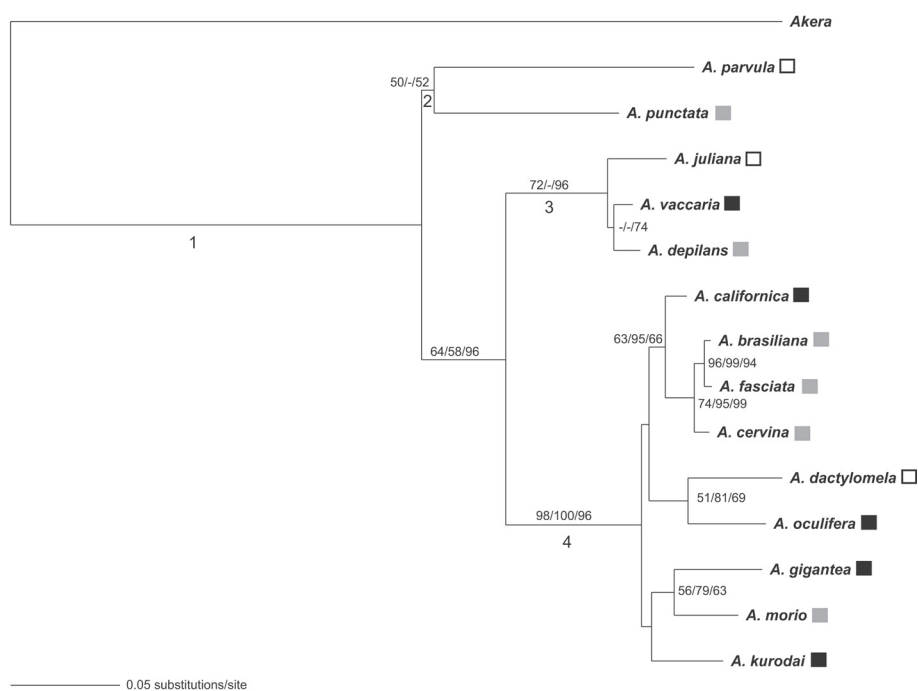 Akera
A. parvula
50/-/52
2
A. punctata
A. juliana
72/-/96
3
A. vaccaria
-/-/74
1
A. depilans
A. californica
63/95/66
A. brasiliana
64/58/96
96/99/94
A. fasciata
74/95/99
A. cervina
A. dactylomela
51/81/69
98/100/96
A. oculifera
4
A. gigantea
56/79/63
A. morio
A. kurodai
0.05 substitutions/site